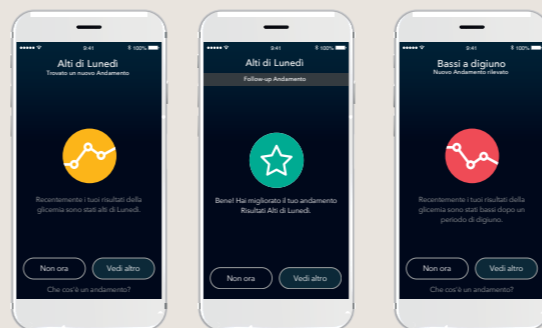 9:41
100%
Alti di Lunedì
Trovato un nuovo Andamento
Recentemente i tuoi risultati della
glicemia sono stati alti di Lunedì.
Non ora
Vedi altro
Che cos'è un andamento?
9:41
100%
Alti di Lunedì
Follow-up Andamento
Bene! Hai migliorato il tuo andamento
Risultati Alti di Lunedì.
Non ora
Vedi altro
9:41
100%
Bassi a digiuno
Nuovo Andamento rilevato
Recentemente i tuoi risultati della
glicemia sono stati bassi dopo un
periodo di digiuno.
Non ora
Vedi altro
Che cos'è un andamento?